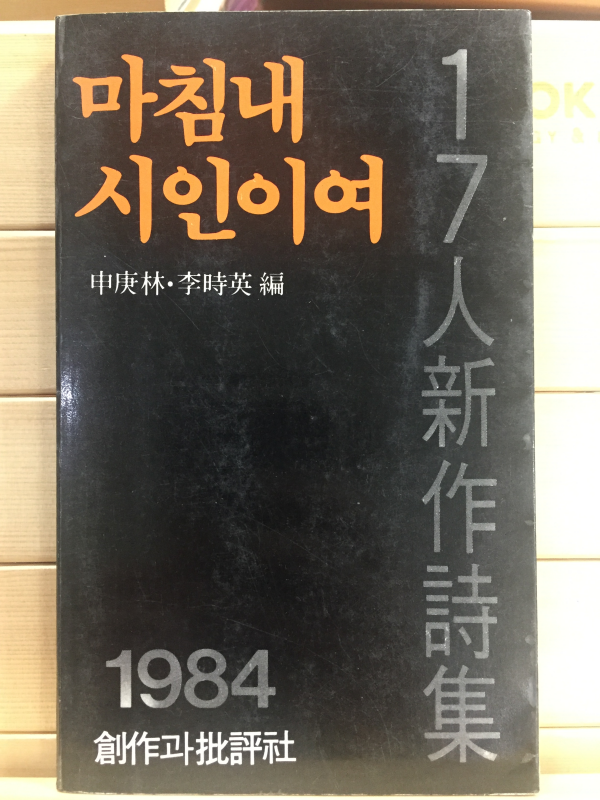 마침내
시인이여
申庚林·李時英 編
17人新作詩集
1984
創作과批評社
OK